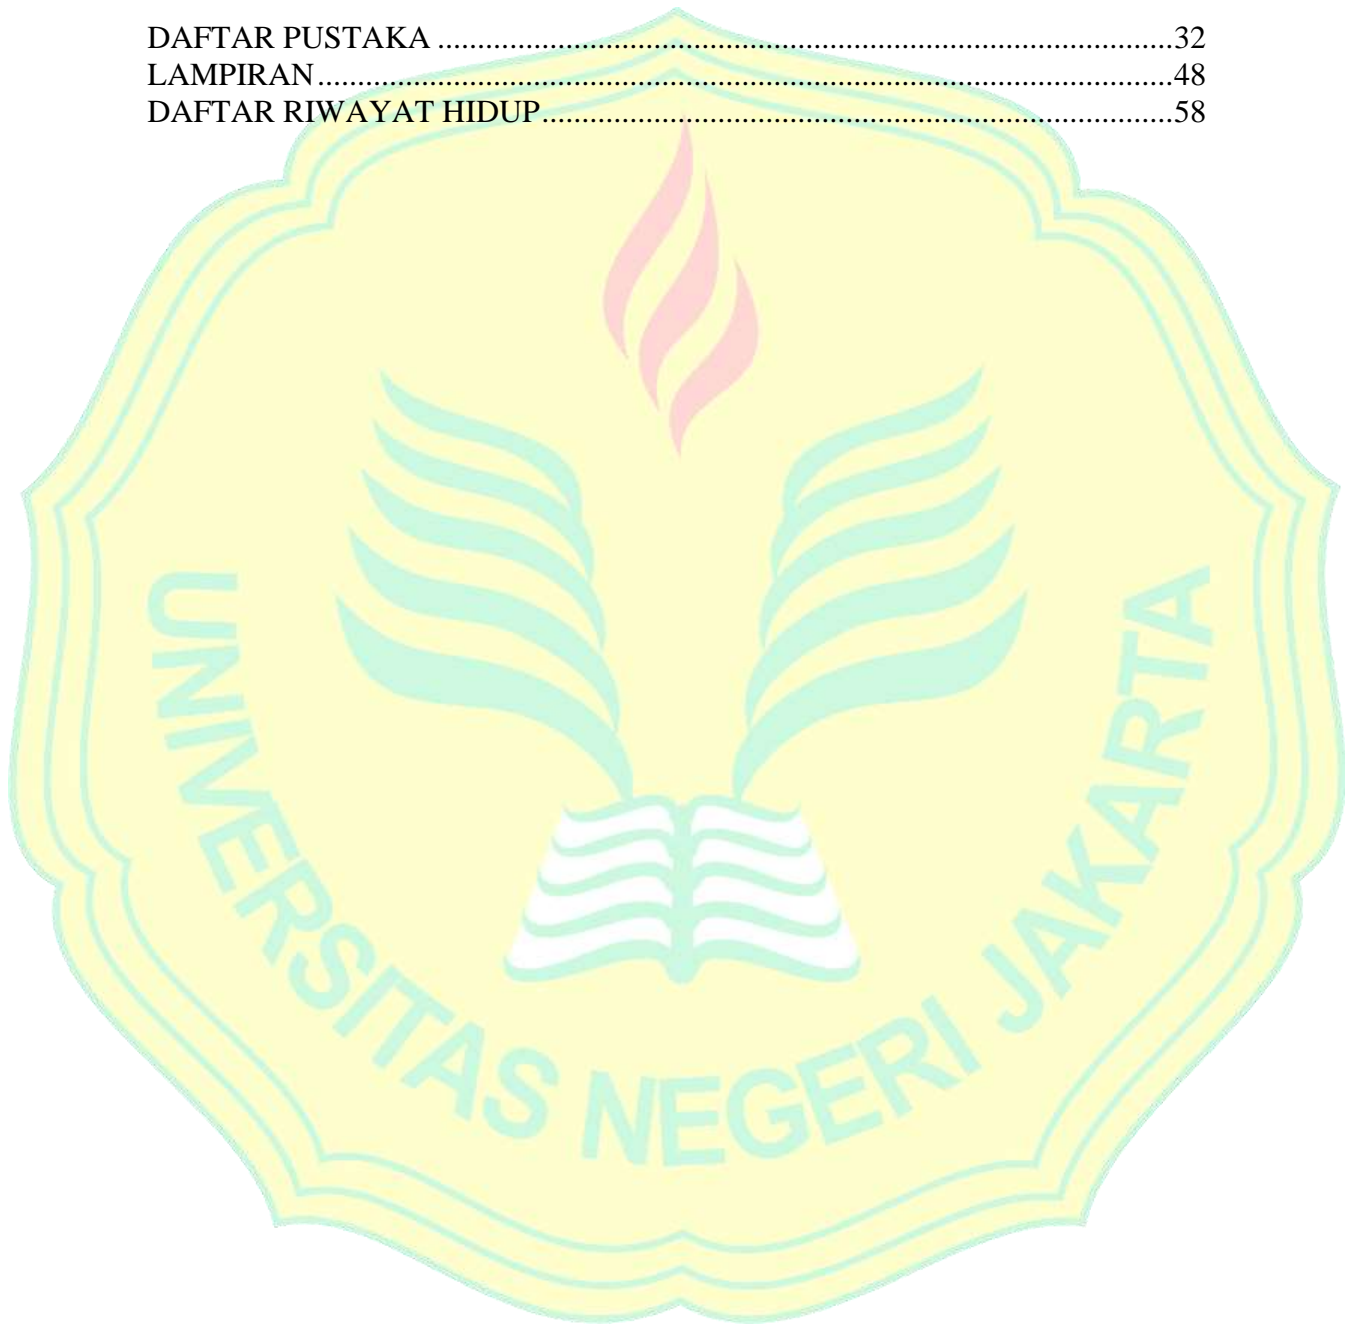 DAFTAR PUSTAKA ............................................................................................32
LAMPIRAN...........................................................................................................48
DAFTAR RIWAYAT HIDUP...............................................................................58
UNIVERSITAS NEGERI JAKARTA